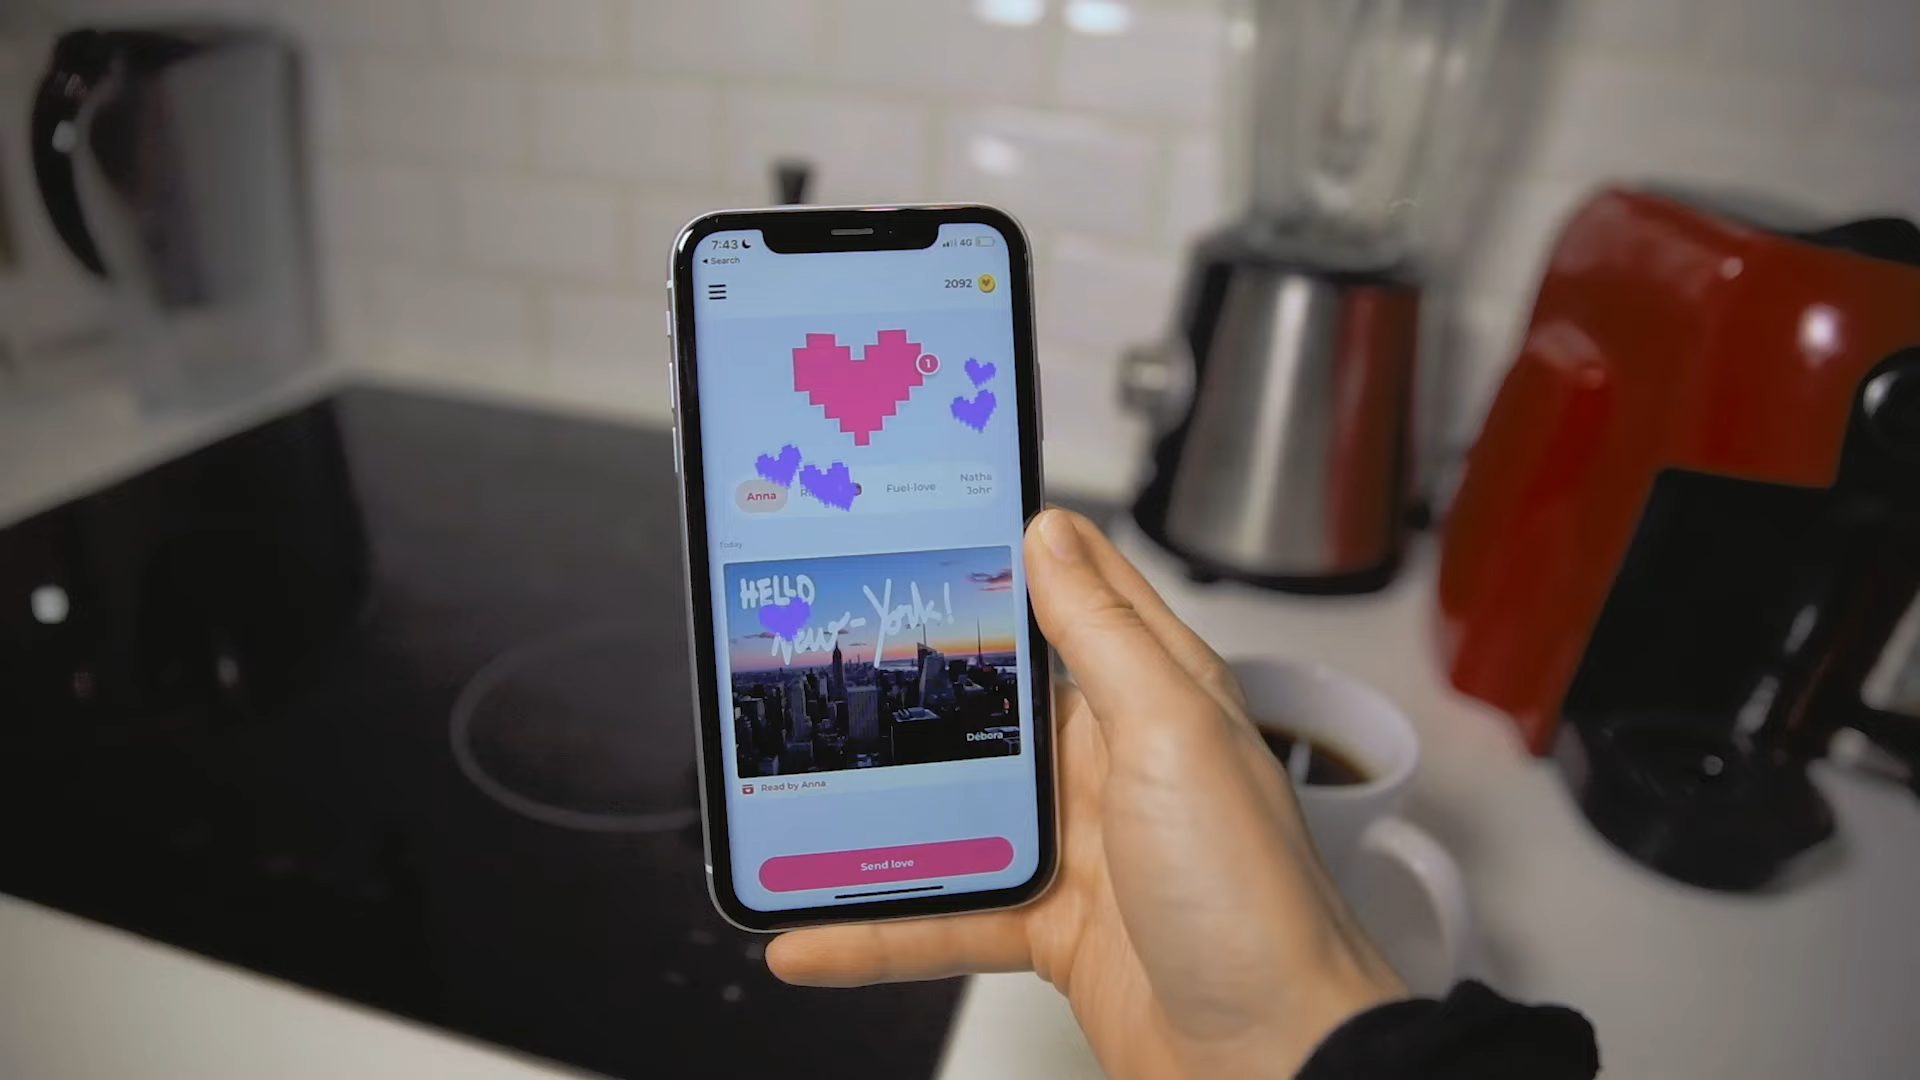 7:43
4G
Search
2092
1
Anna
Fuel-love
Natha
Johr
Today
HELLO
New-York!
Débora
Read by Anna
Send love